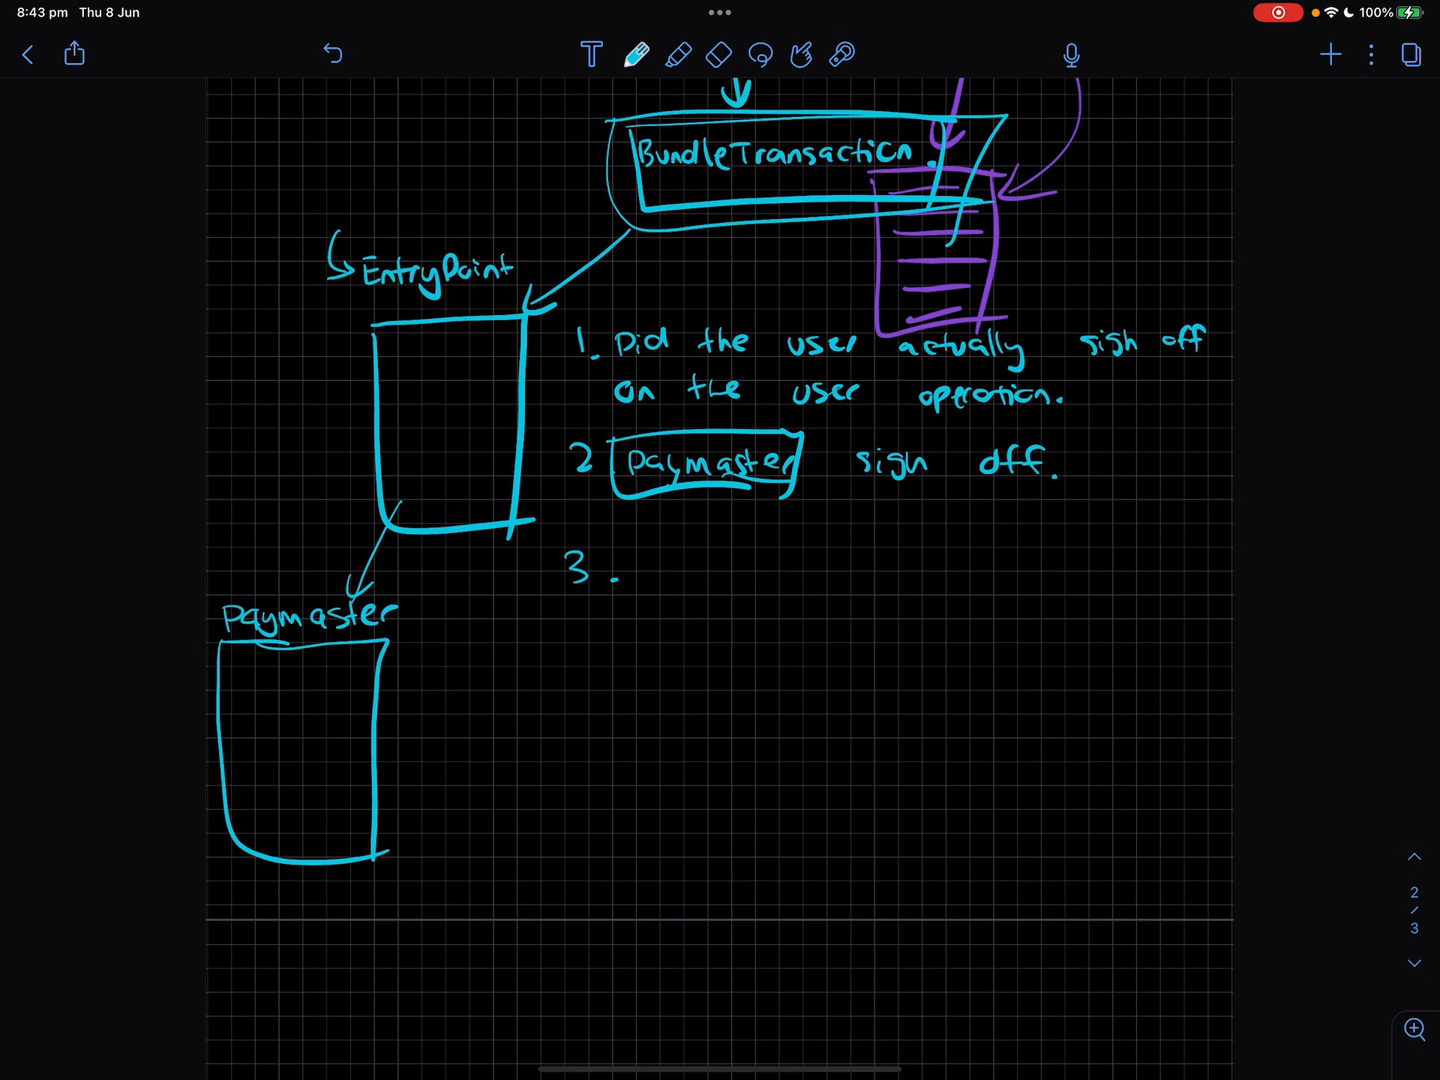 8:43 pm Thu 8 Jun
100%
T
BundleTransaction.
EntryPoint
1. Did the user actually sign off
on the user operation.
2 Paymaster sign off.
3.
Paymaster
2
/
3